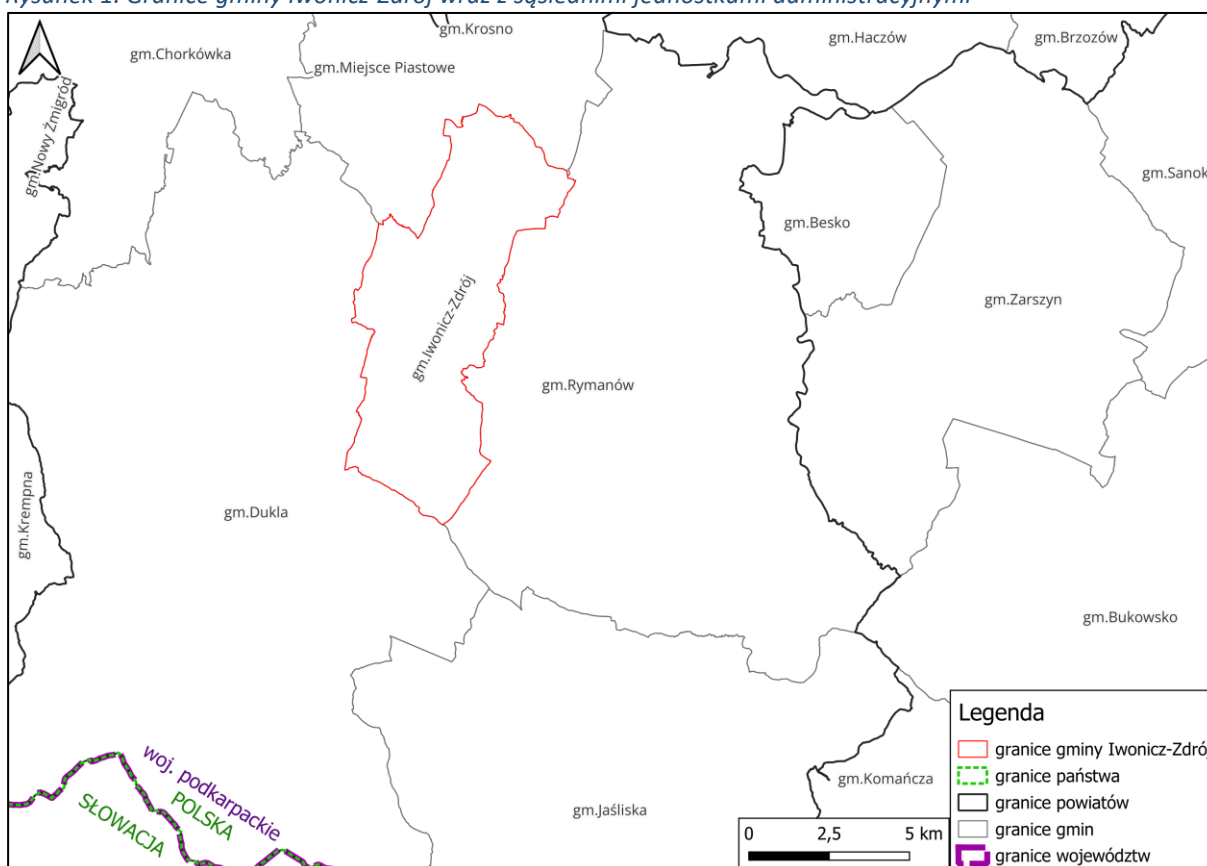 Rysunek 1. Granice gminy Iwonicz-Zdrój wraz z sąsiednimi jednostkami administracyjnymi
gm.Krosno
gm.Haczów
gm.Brzozów
gm.Chorkówka
gm.Miejsce Piastowe
gm.Nowy Żmigród
gm.Sanok
gm.Besko
gm.Iwonicz-Zdrój
gm.Zarszyn
gm.Rymanów
gm.Krempna
gm.Dukla
gm.Bukowsko
woj. podkarpackie
POLSKA
SŁOWACJA
gm.Jaśliska
gm.Komańcza
0 2,5 5 km
Legenda
granice gminy Iwonicz-Zdrój
granice państwa
granice powiatów
granice gmin
granice województw